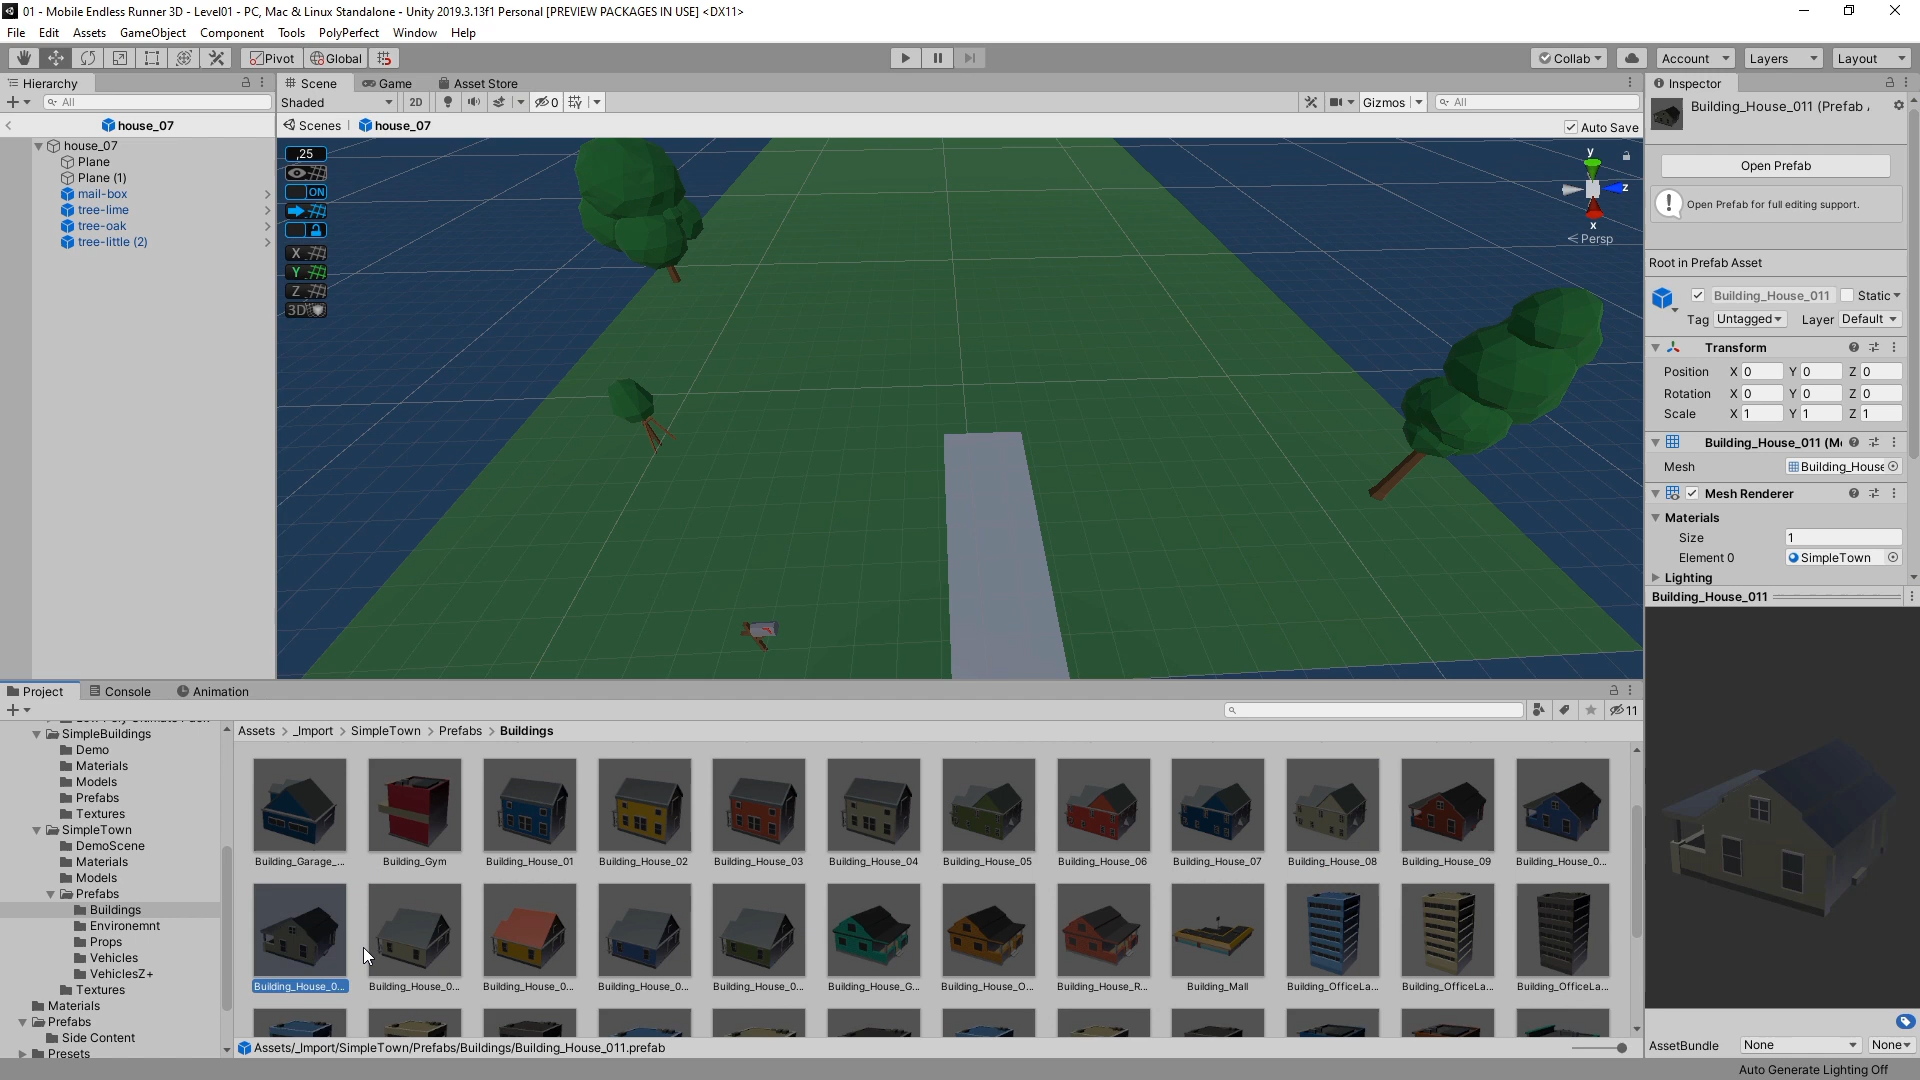 01 - Mobile Endless Runner 3D - Level01 - PC, Mac & Linux Standalone - Unity 2019.3.13f1 Personal [PREVIEW PACKAGES IN USE] <DX11>
File Edit Assets GameObject Component Tools PolyPerfect Window Help
Pivot Global Collab Account Layers Layout
Hierarchy
All
house_07
house_07
Plane
Plane (1)
mail-box
tree-lime
tree-oak
tree-little (2)
Scene Game Asset Store
Shaded 2D 0 Gizmos All
Scenes house_07 Auto Save
,25
ON
X
Y
Z
3D
y
z
x
Persp
Inspector
Building_House_011 (Prefab
Open Prefab
Open Prefab for full editing support.
Root in Prefab Asset
Building_House_011 Static
Tag Untagged Layer Default
Transform
Position X 0 Y 0 Z 0
Rotation X 0 Y 0 Z 0
Scale X 1 Y 1 Z 1
Building_House_011 (M
Mesh Building_House
Mesh Renderer
Materials
Size 1
Element 0 SimpleTown
Lighting
Building_House_011
AssetBundle None None
Auto Generate Lighting Off
Project Console Animation
11
SimpleBuildings
Demo
Materials
Models
Prefabs
Textures
SimpleTown
DemoScene
Materials
Models
Prefabs
Buildings
Environemnt
Props
Vehicles
VehiclesZ+
Textures
Materials
Prefabs
Side Content
Presets
Assets > _Import > SimpleTown > Prefabs > Buildings
Building_Garage_... Building_Gym Building_House_01 Building_House_02 Building_House_03 Building_House_04 Building_House_05 Building_House_06 Building_House_07 Building_House_08 Building_House_09 Building_House_0...
Building_House_0... Building_House_0... Building_House_0... Building_House_0... Building_House_0... Building_House_G... Building_House_O... Building_House_R... Building_Mall Building_OfficeLa... Building_OfficeLa... Building_OfficeLa...
Assets/_Import/SimpleTown/Prefabs/Buildings/Building_House_011.prefab